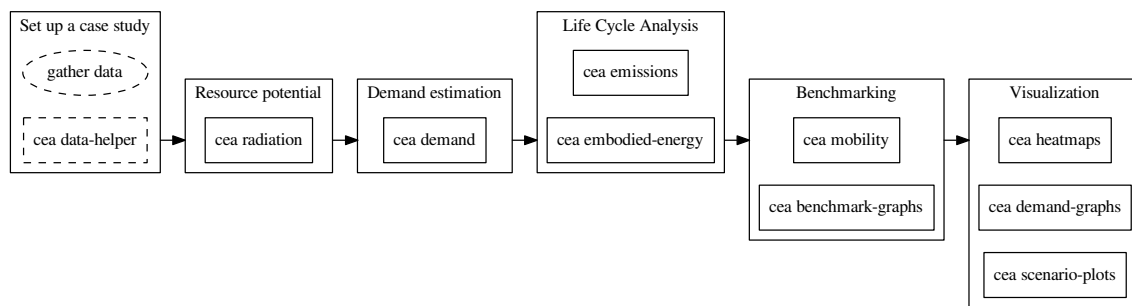 Set up a case study
gather data
cea data-helper
Resource potential
cea radiation
Demand estimation
cea demand
Life Cycle Analysis
cea emissions
cea embodied-energy
Benchmarking
cea mobility
cea benchmark-graphs
Visualization
cea heatmaps
cea demand-graphs
cea scenario-plots